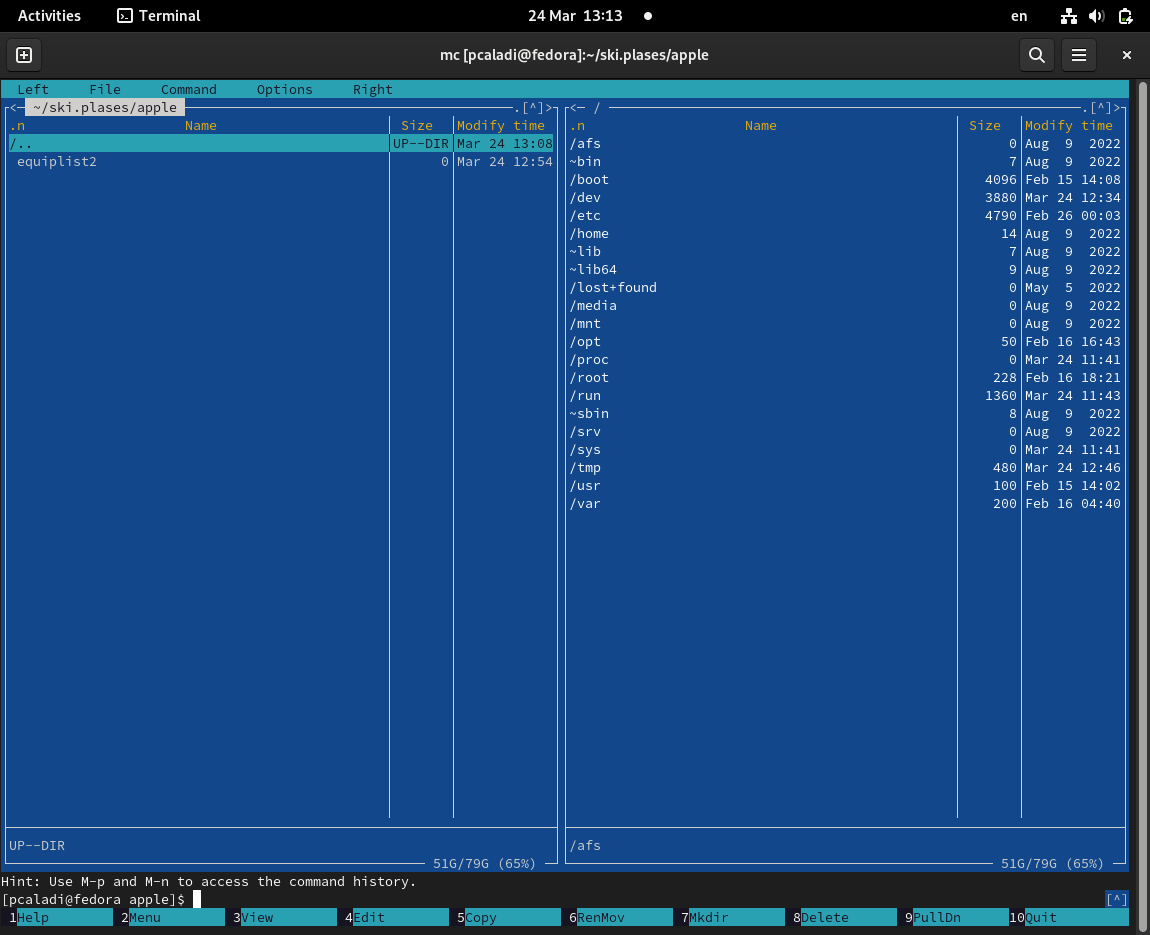 Activities Terminal 24 Mar 13:13 en
mc [pcaladi@fedora]:~/ski.plases/apple
Left File Command Options Right
<─ ~/ski.plases/apple ─.[^]>┐ ┌<─ / ─.[^]>┐
.n Name Size Modify time .n Name Size Modify time
/.. UP--DIR Mar 24 13:08 /afs 0 Aug 9 2022
equiplist2 0 Mar 24 12:54 ~bin 7 Aug 9 2022
/boot 4096 Feb 15 14:08
/dev 3880 Mar 24 12:34
/etc 4790 Feb 26 00:03
/home 14 Aug 9 2022
~lib 7 Aug 9 2022
~lib64 9 Aug 9 2022
/lost+found 0 May 5 2022
/media 0 Aug 9 2022
/mnt 0 Aug 9 2022
/opt 50 Feb 16 16:43
/proc 0 Mar 24 11:41
/root 228 Feb 16 18:21
/run 1360 Mar 24 11:43
~sbin 8 Aug 9 2022
/srv 0 Aug 9 2022
/sys 0 Mar 24 11:41
/tmp 480 Mar 24 12:46
/usr 100 Feb 15 14:02
/var 200 Feb 16 04:40
UP--DIR /afs
51G/79G (65%) 51G/79G (65%)
Hint: Use M-p and M-n to access the command history.
[pcaladi@fedora apple]$ [^]
1Help 2Menu 3View 4Edit 5Copy 6RenMov 7Mkdir 8Delete 9PullDn 10Quit